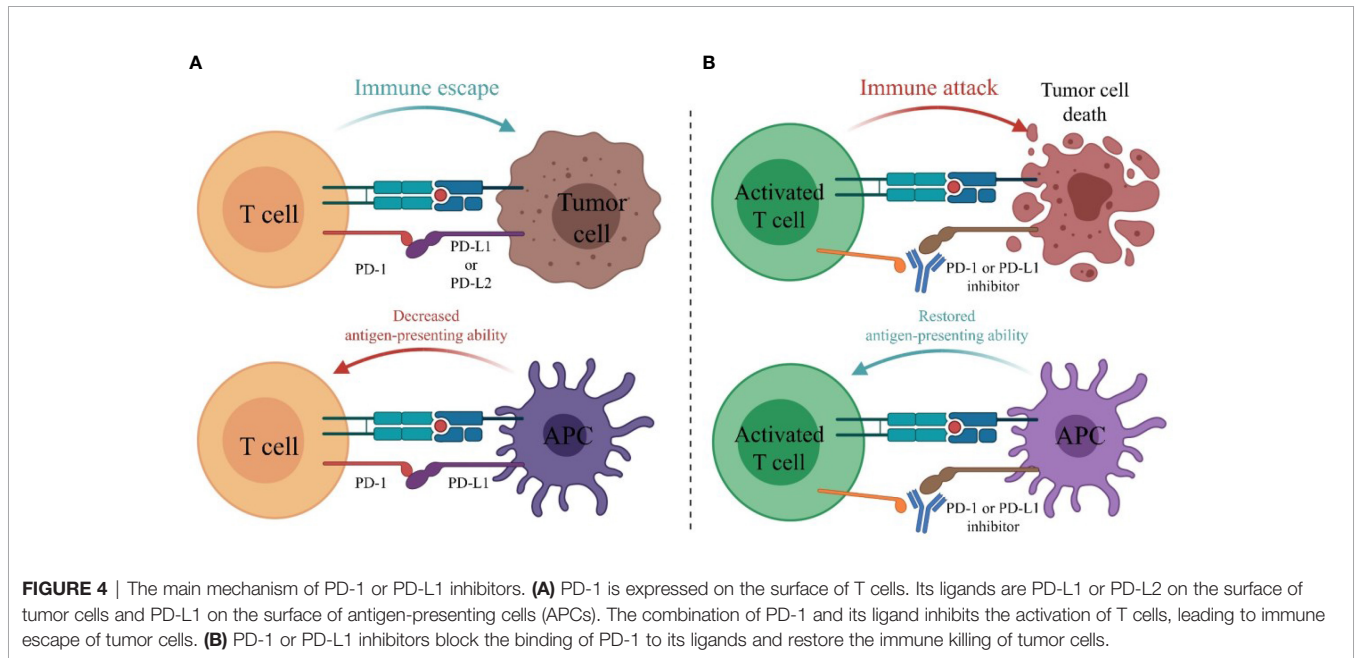 A
B
Immune escape
T cell
Tumor
cell
PD-1
PD-L1
or
PD-L2
Decreased
antigen-presenting ability
T cell
APC
PD-1
PD-L1
Immune attack
Tumor cell
death
Activated
T cell
PD-1 or PD-L1
inhibitor
Restored
antigen-presenting ability
Activated
T cell
APC
PD-1 or PD-L1
inhibitor
FIGURE 4 | The main mechanism of PD-1 or PD-L1 inhibitors. (A) PD-1 is expressed on the surface of T cells. Its ligands are PD-L1 or PD-L2 on the surface of
tumor cells and PD-L1 on the surface of antigen-presenting cells (APCs). The combination of PD-1 and its ligand inhibits the activation of T cells, leading to immune
escape of tumor cells. (B) PD-1 or PD-L1 inhibitors block the binding of PD-1 to its ligands and restore the immune killing of tumor cells.